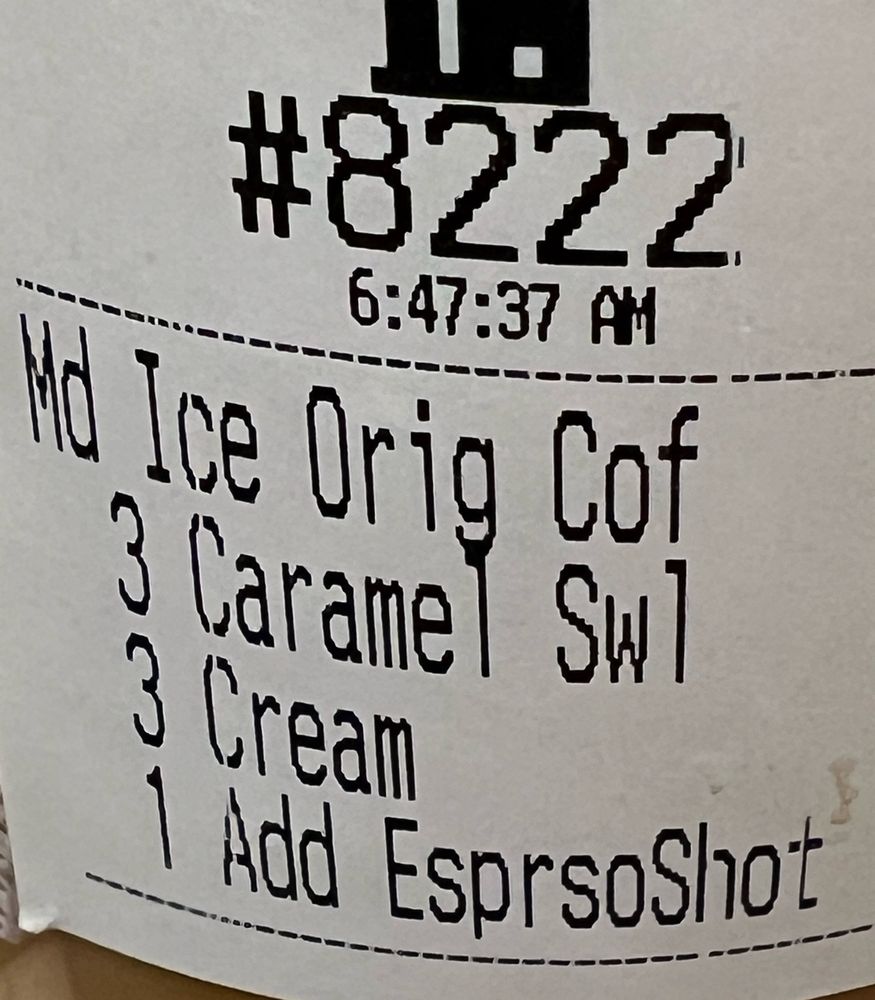 #8222
6:47:37 AM
Md Ice Orig Cof
3 Caramel Swl
3 Cream
1 Add EsprsoShot